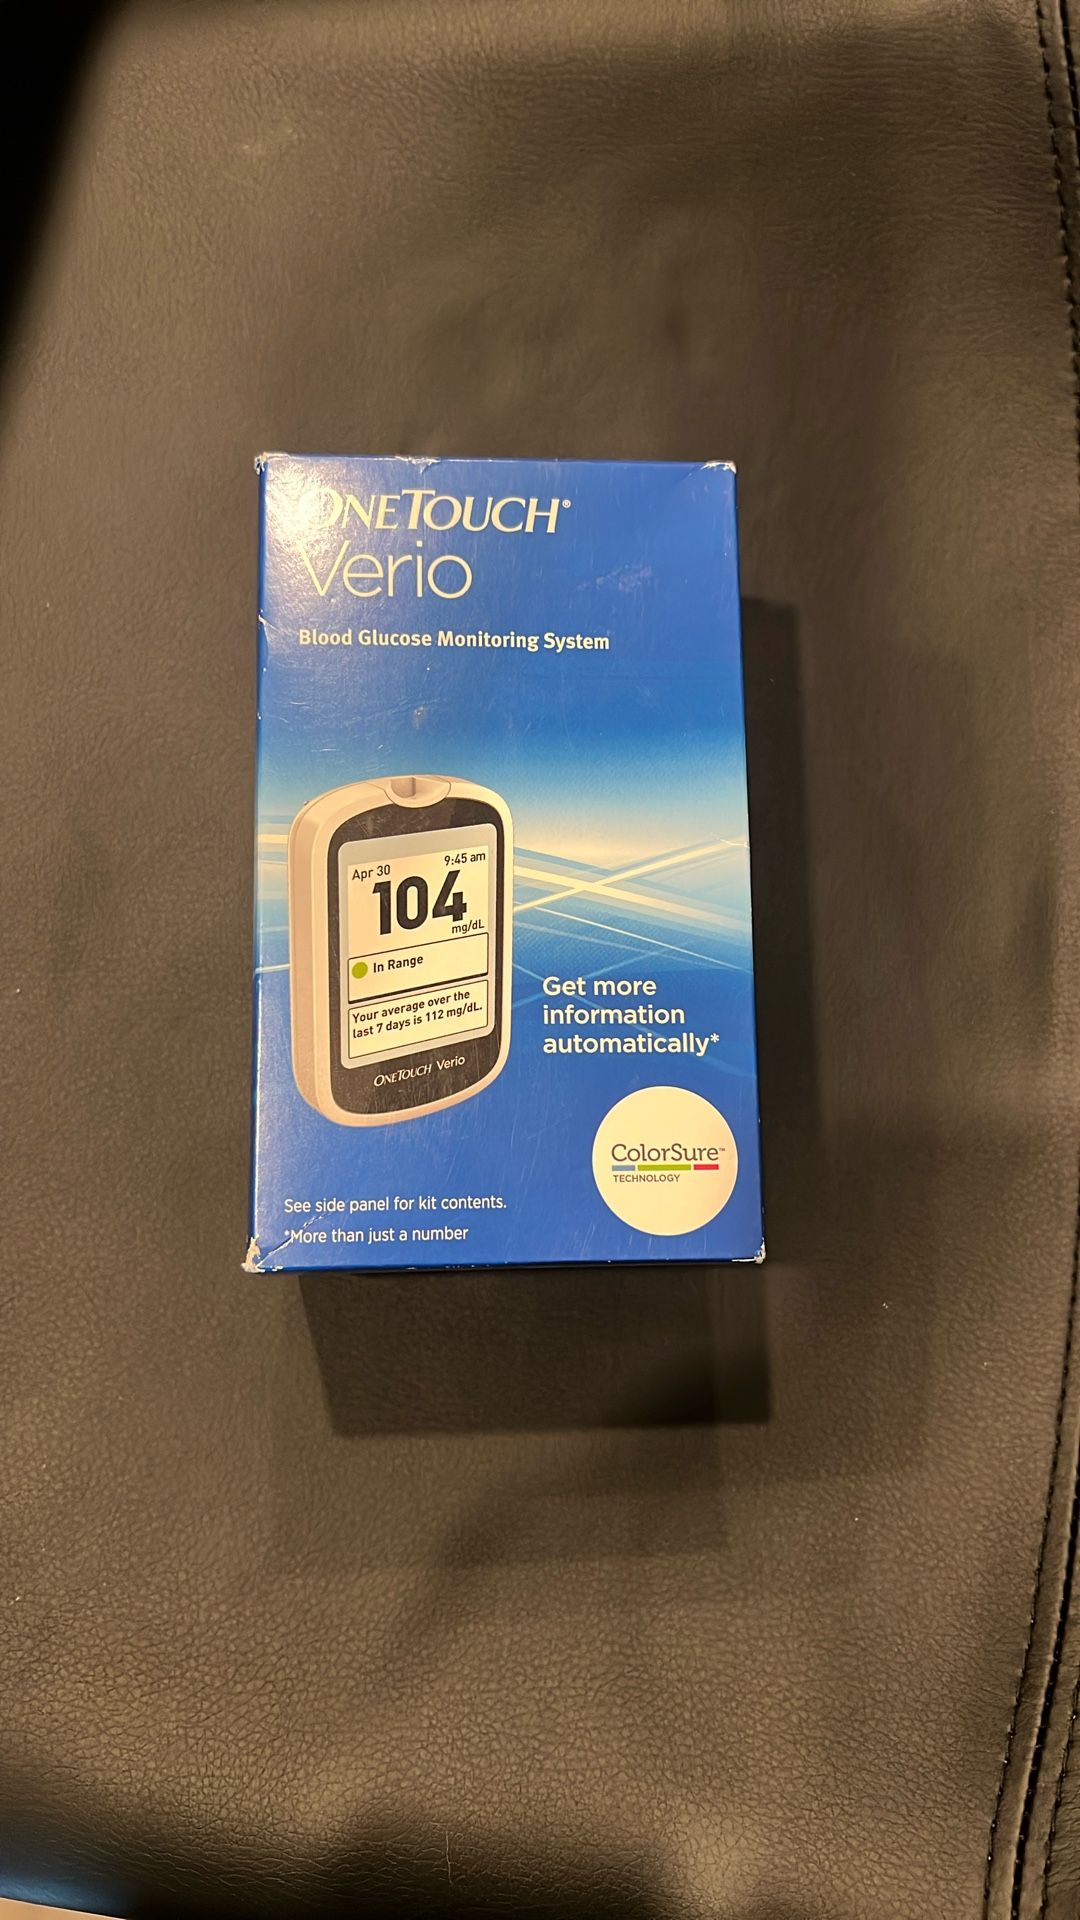 ONETOUCH®
Verio
Blood Glucose Monitoring System
Apr 30 9:45 am
104
mg/dL
In Range
Your average over the
last 7 days is 112 mg/dL.
ONETOUCH Verio
Get more
information
automatically*
ColorSure™
TECHNOLOGY
See side panel for kit contents.
*More than just a number